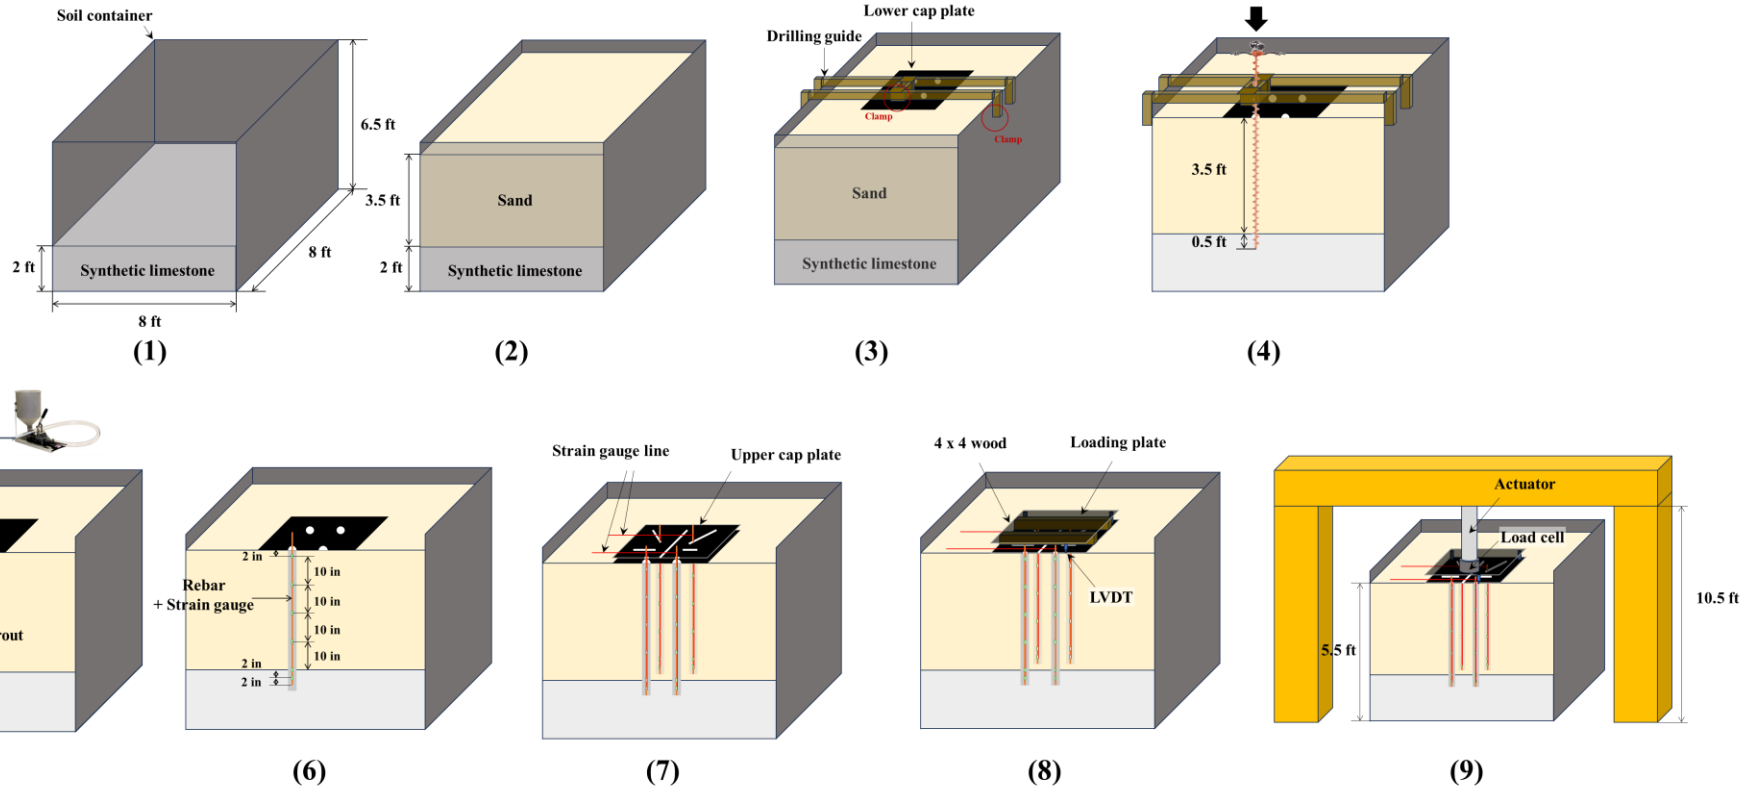 Soil container
6.5 ft
8 ft
2 ft
Synthetic limestone
8 ft
(1)
3.5 ft
Sand
2 ft
Synthetic limestone
(2)
Lower cap plate
Drilling guide
Clamp
Clamp
Sand
Synthetic limestone
(3)
3.5 ft
0.5 ft
(4)
rout
2 in
10 in
Rebar
+ Strain gauge
10 in
10 in
10 in
2 in
2 in
(6)
Strain gauge line
Upper cap plate
(7)
4 x 4 wood
Loading plate
LVDT
(8)
Actuator
Load cell
10.5 ft
5.5 ft
(9)